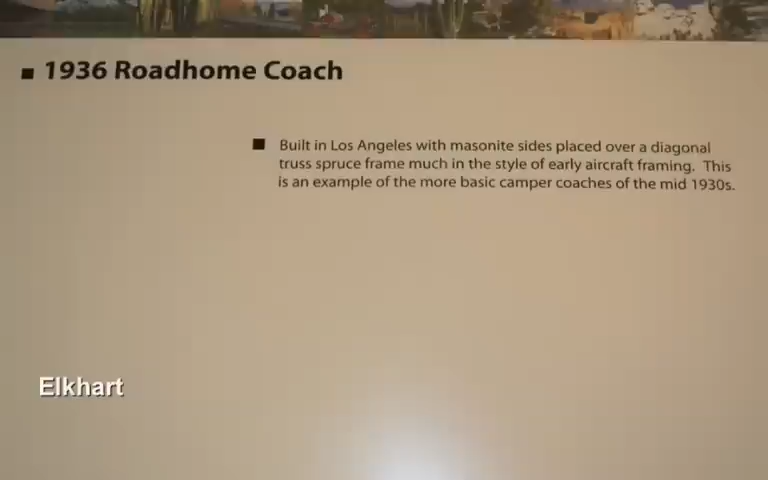 1936 Roadhome Coach
Built in Los Angeles with masonite sides placed over a diagonal
truss spruce frame much in the style of early aircraft framing. This
is an example of the more basic camper coaches of the mid 1930s.
Elkhart